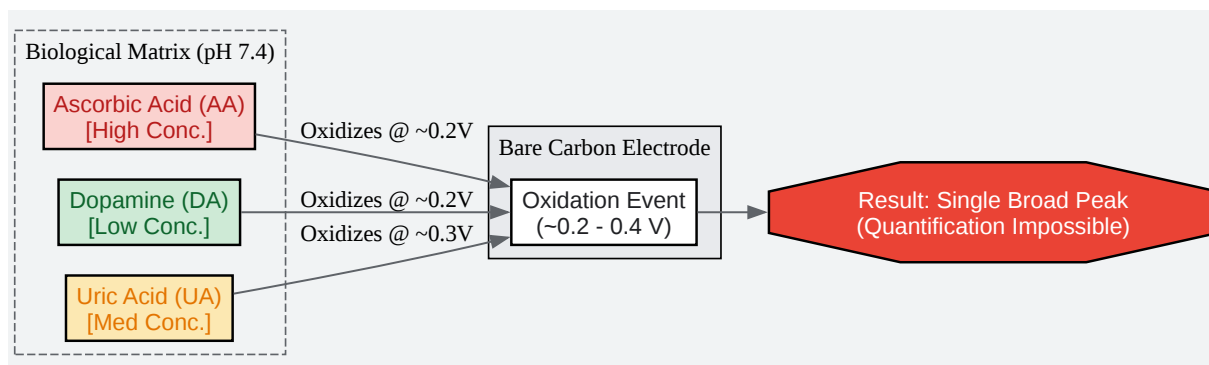 Biological Matrix (pH 7.4)
Ascorbic Acid (AA)
[High Conc.]
Oxidizes @ ~0.2V
Dopamine (DA)
[Low Conc.]
Oxidizes @ ~0.2V
Uric Acid (UA)
[Med Conc.]
Oxidizes @ ~0.3V
Bare Carbon Electrode
Oxidation Event
(~0.2 - 0.4 V)
Result: Single Broad Peak
(Quantification Impossible)